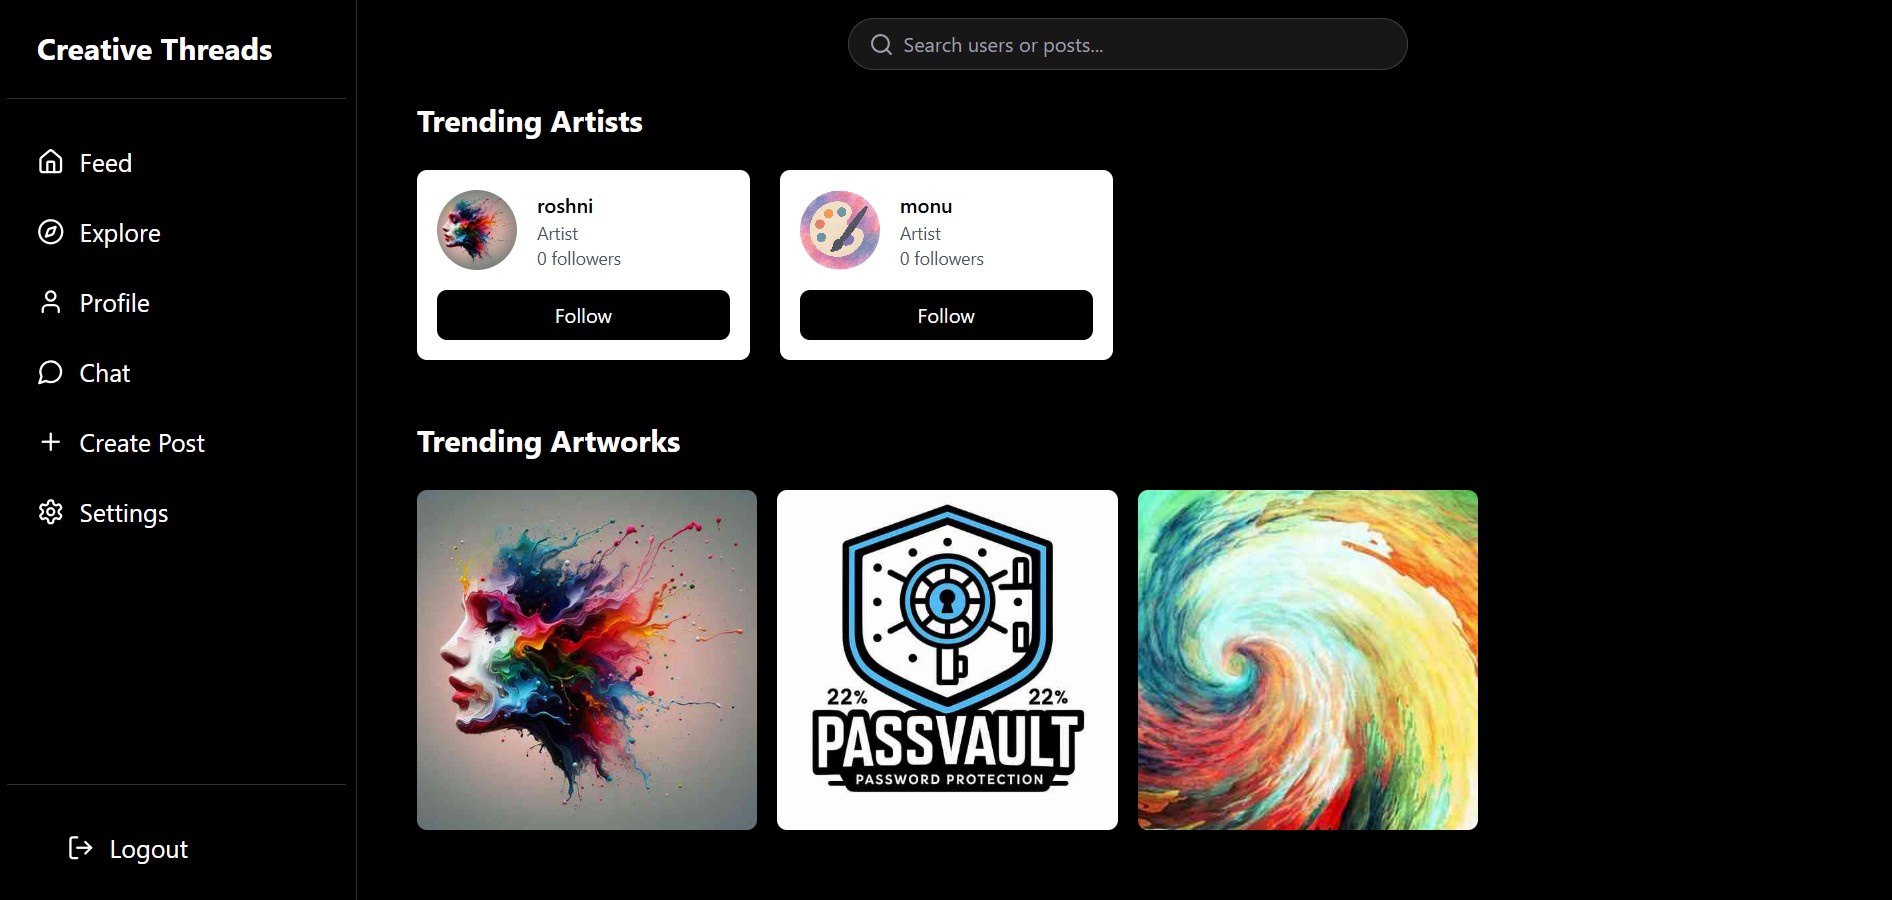 Creative Threads
Feed
Explore
Profile
Chat
Create Post
Settings
Logout
Search users or posts...
Trending Artists
roshni
Artist
0 followers
Follow
monu
Artist
0 followers
Follow
Trending Artworks
22% 22%
PASSVAULT
PASSWORD PROTECTION